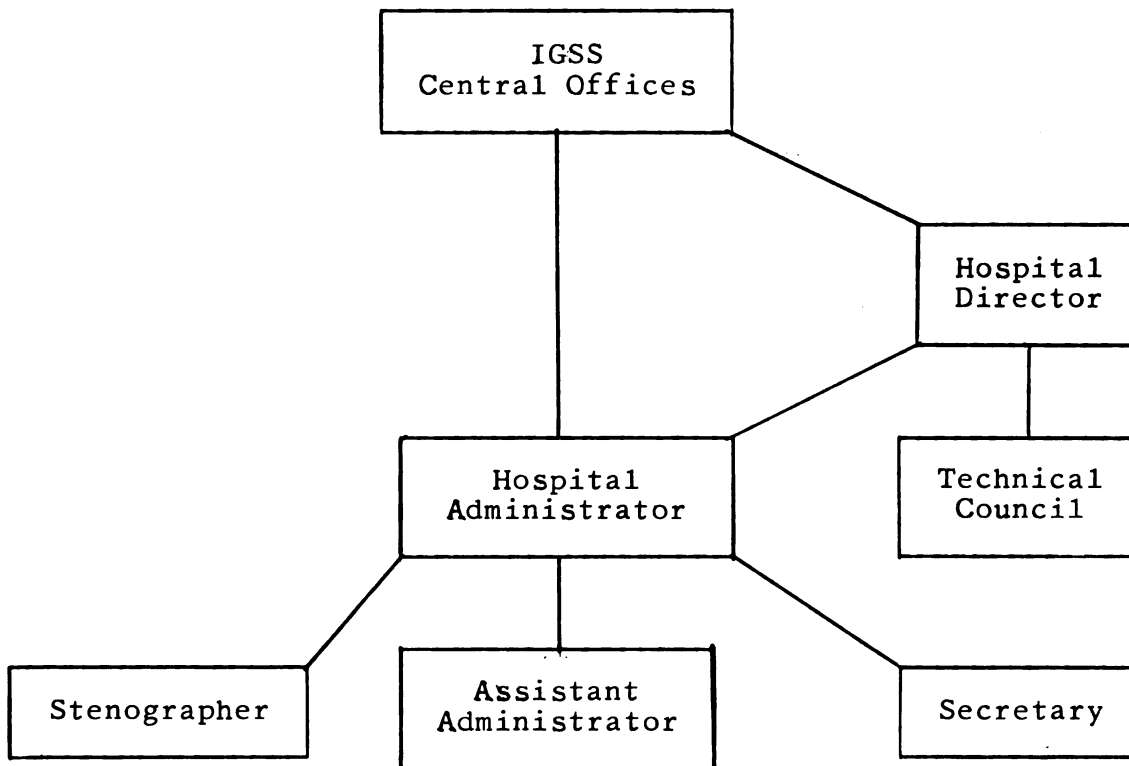 IGSS
Central Offices
Hospital
Director
Hospital
Administrator
Technical
Council
Stenographer
Assistant
Administrator
Secretary